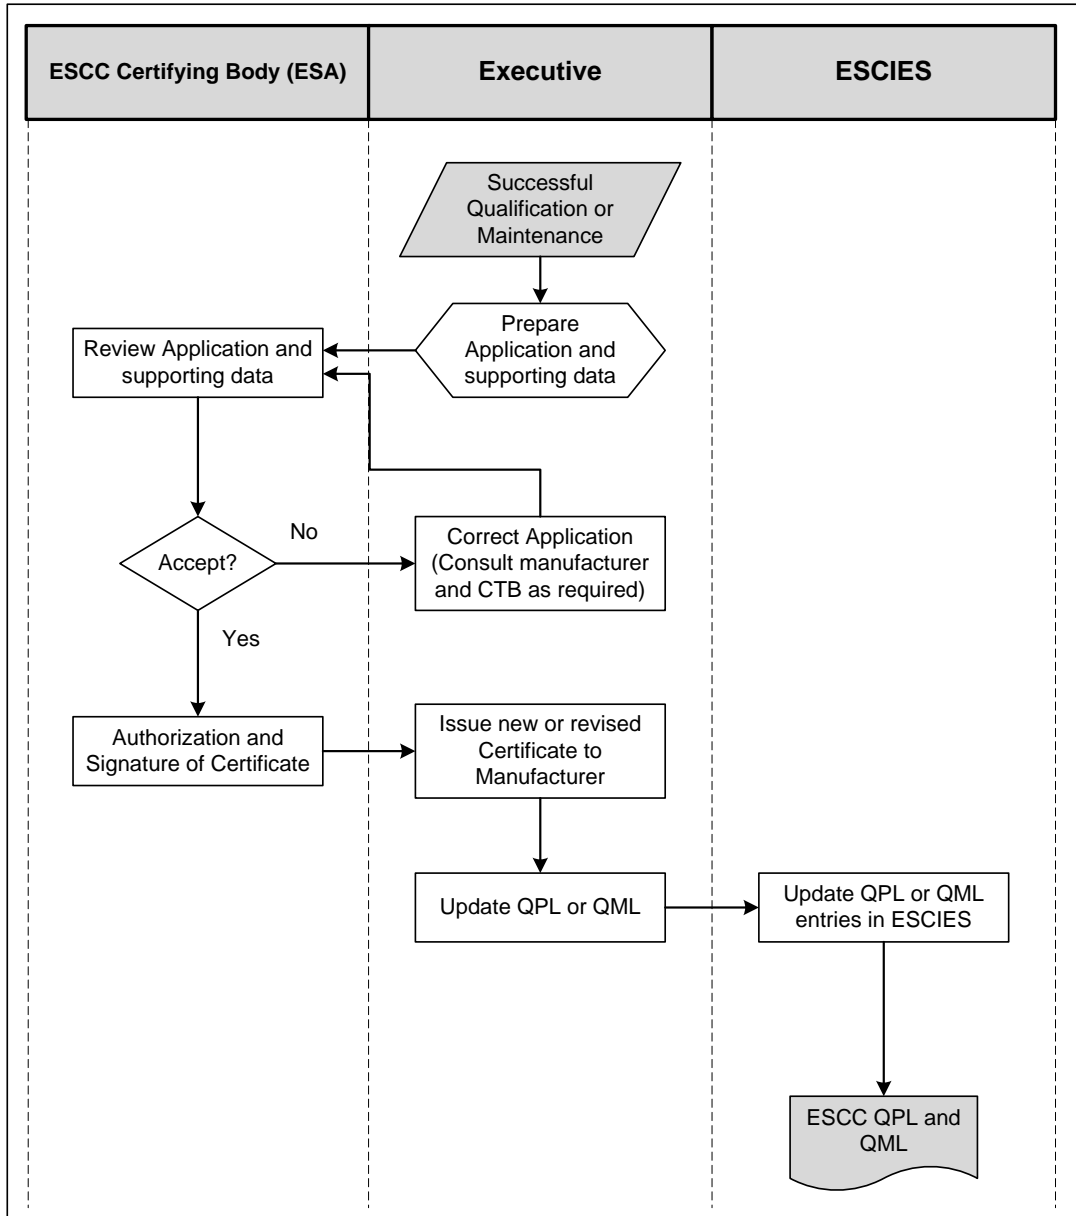 ESCC Certifying Body (ESA)
Executive
ESCIES
Successful
Qualification or
Maintenance
Prepare
Application and
supporting data
Review Application and
supporting data
Accept?
No
Correct Application
(Consult manufacturer
and CTB as required)
Yes
Authorization and
Signature of Certificate
Issue new or revised
Certificate to
Manufacturer
Update QPL or QML
Update QPL or QML
entries in ESCIES
ESCC QPL and
QML